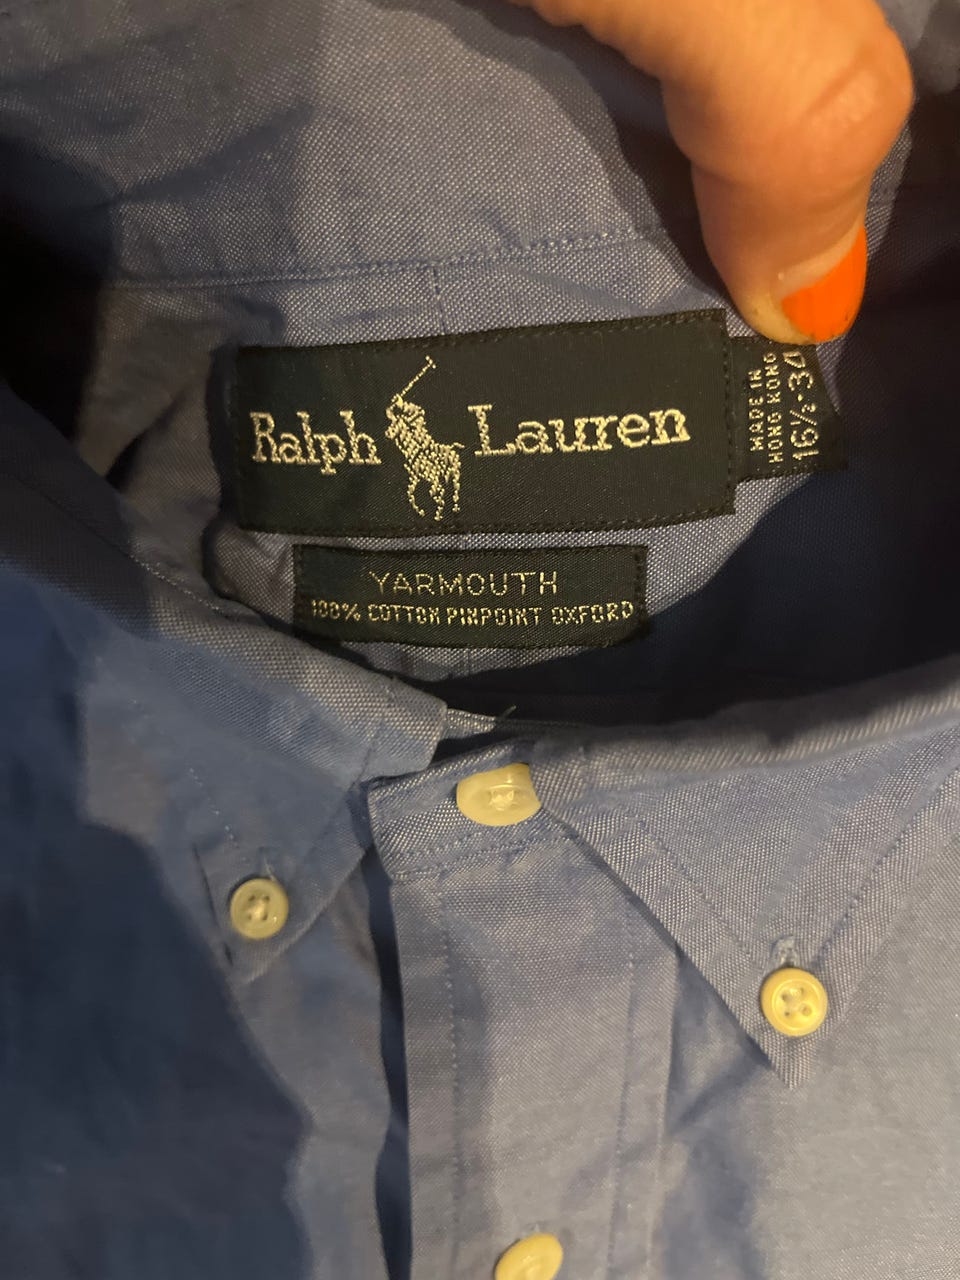 Ralph Lauren
MADE IN
HONG KONG
16½-34
YARMOUTH
100% COTTON PINPOINT OXFORD